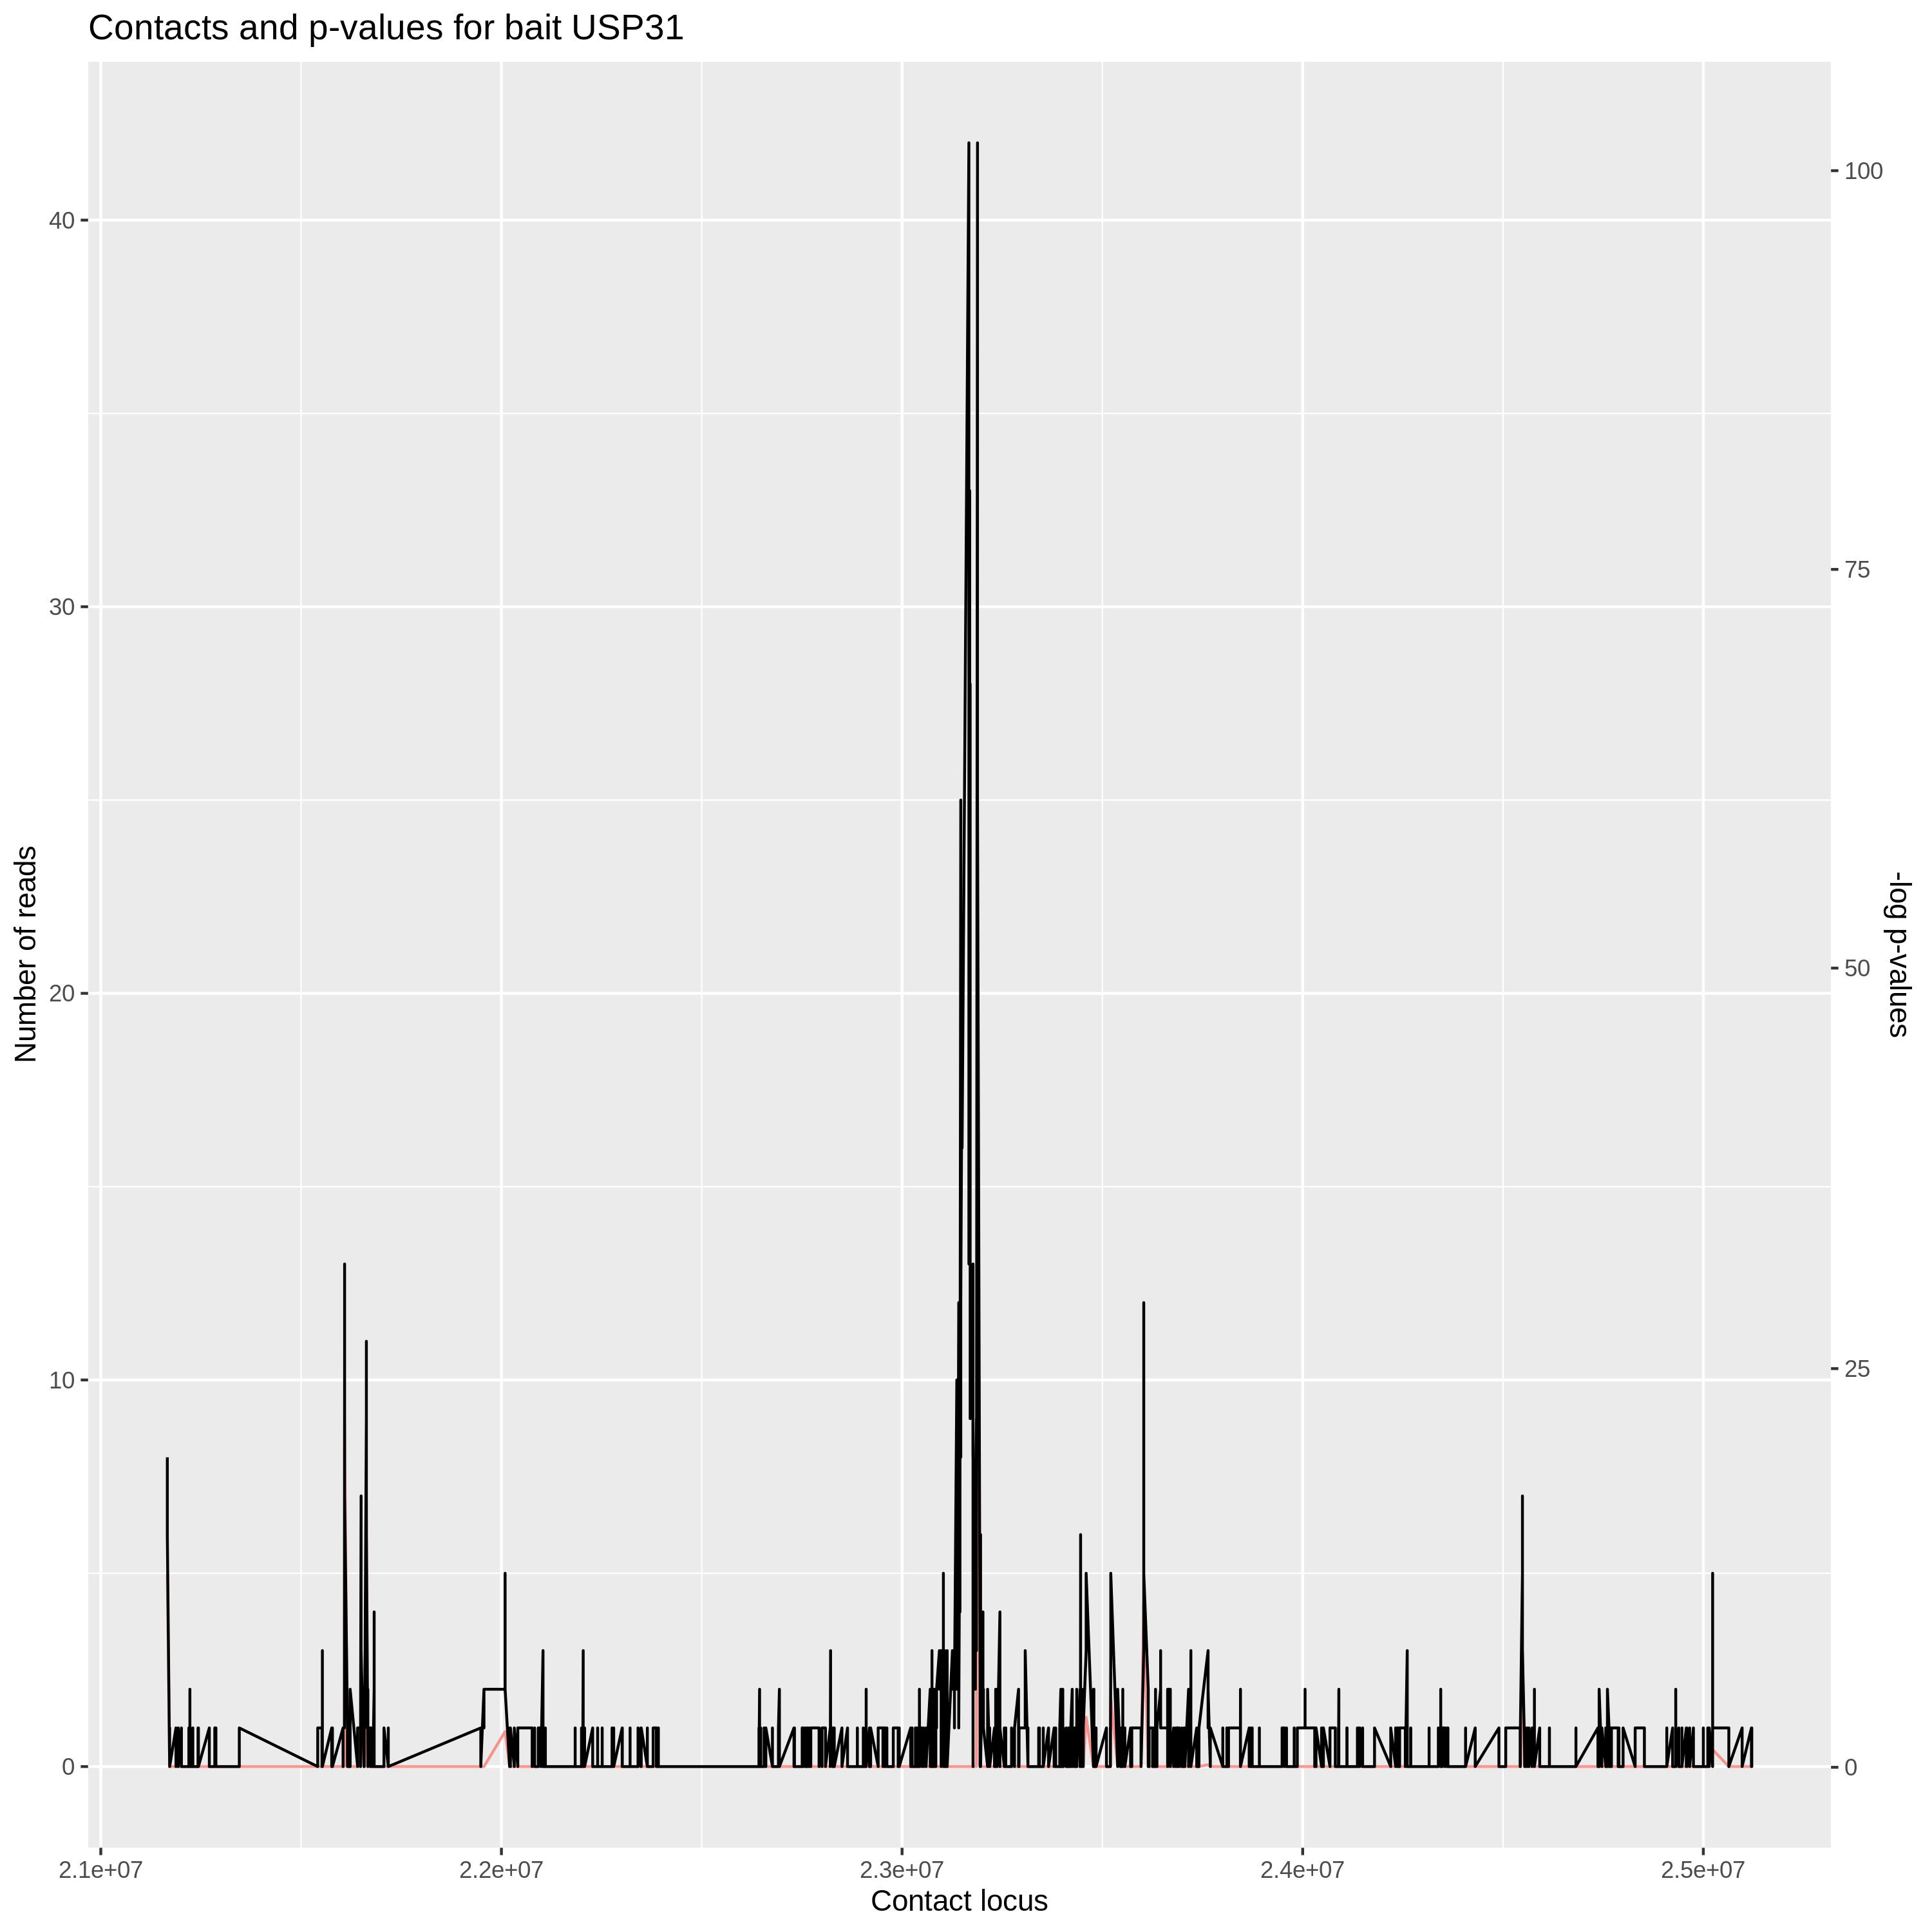 Contacts and p-values for bait USP31
Number of reads
40
30
20
10
0
100
75
50
25
0
-log p-values
2.1e+07
2.2e+07
2.3e+07
2.4e+07
2.5e+07
Contact locus